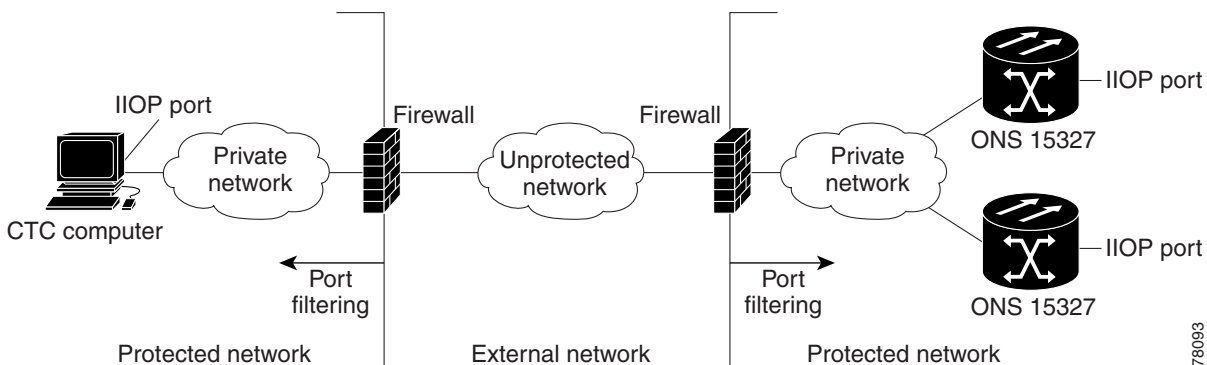 IIOP port
Firewall
Firewall
IIOP port
Private
network
Unprotected
network
Private
network
ONS 15327
CTC computer
IIOP port
Port
filtering
Port
filtering
ONS 15327
Protected network
External network
Protected network
78093